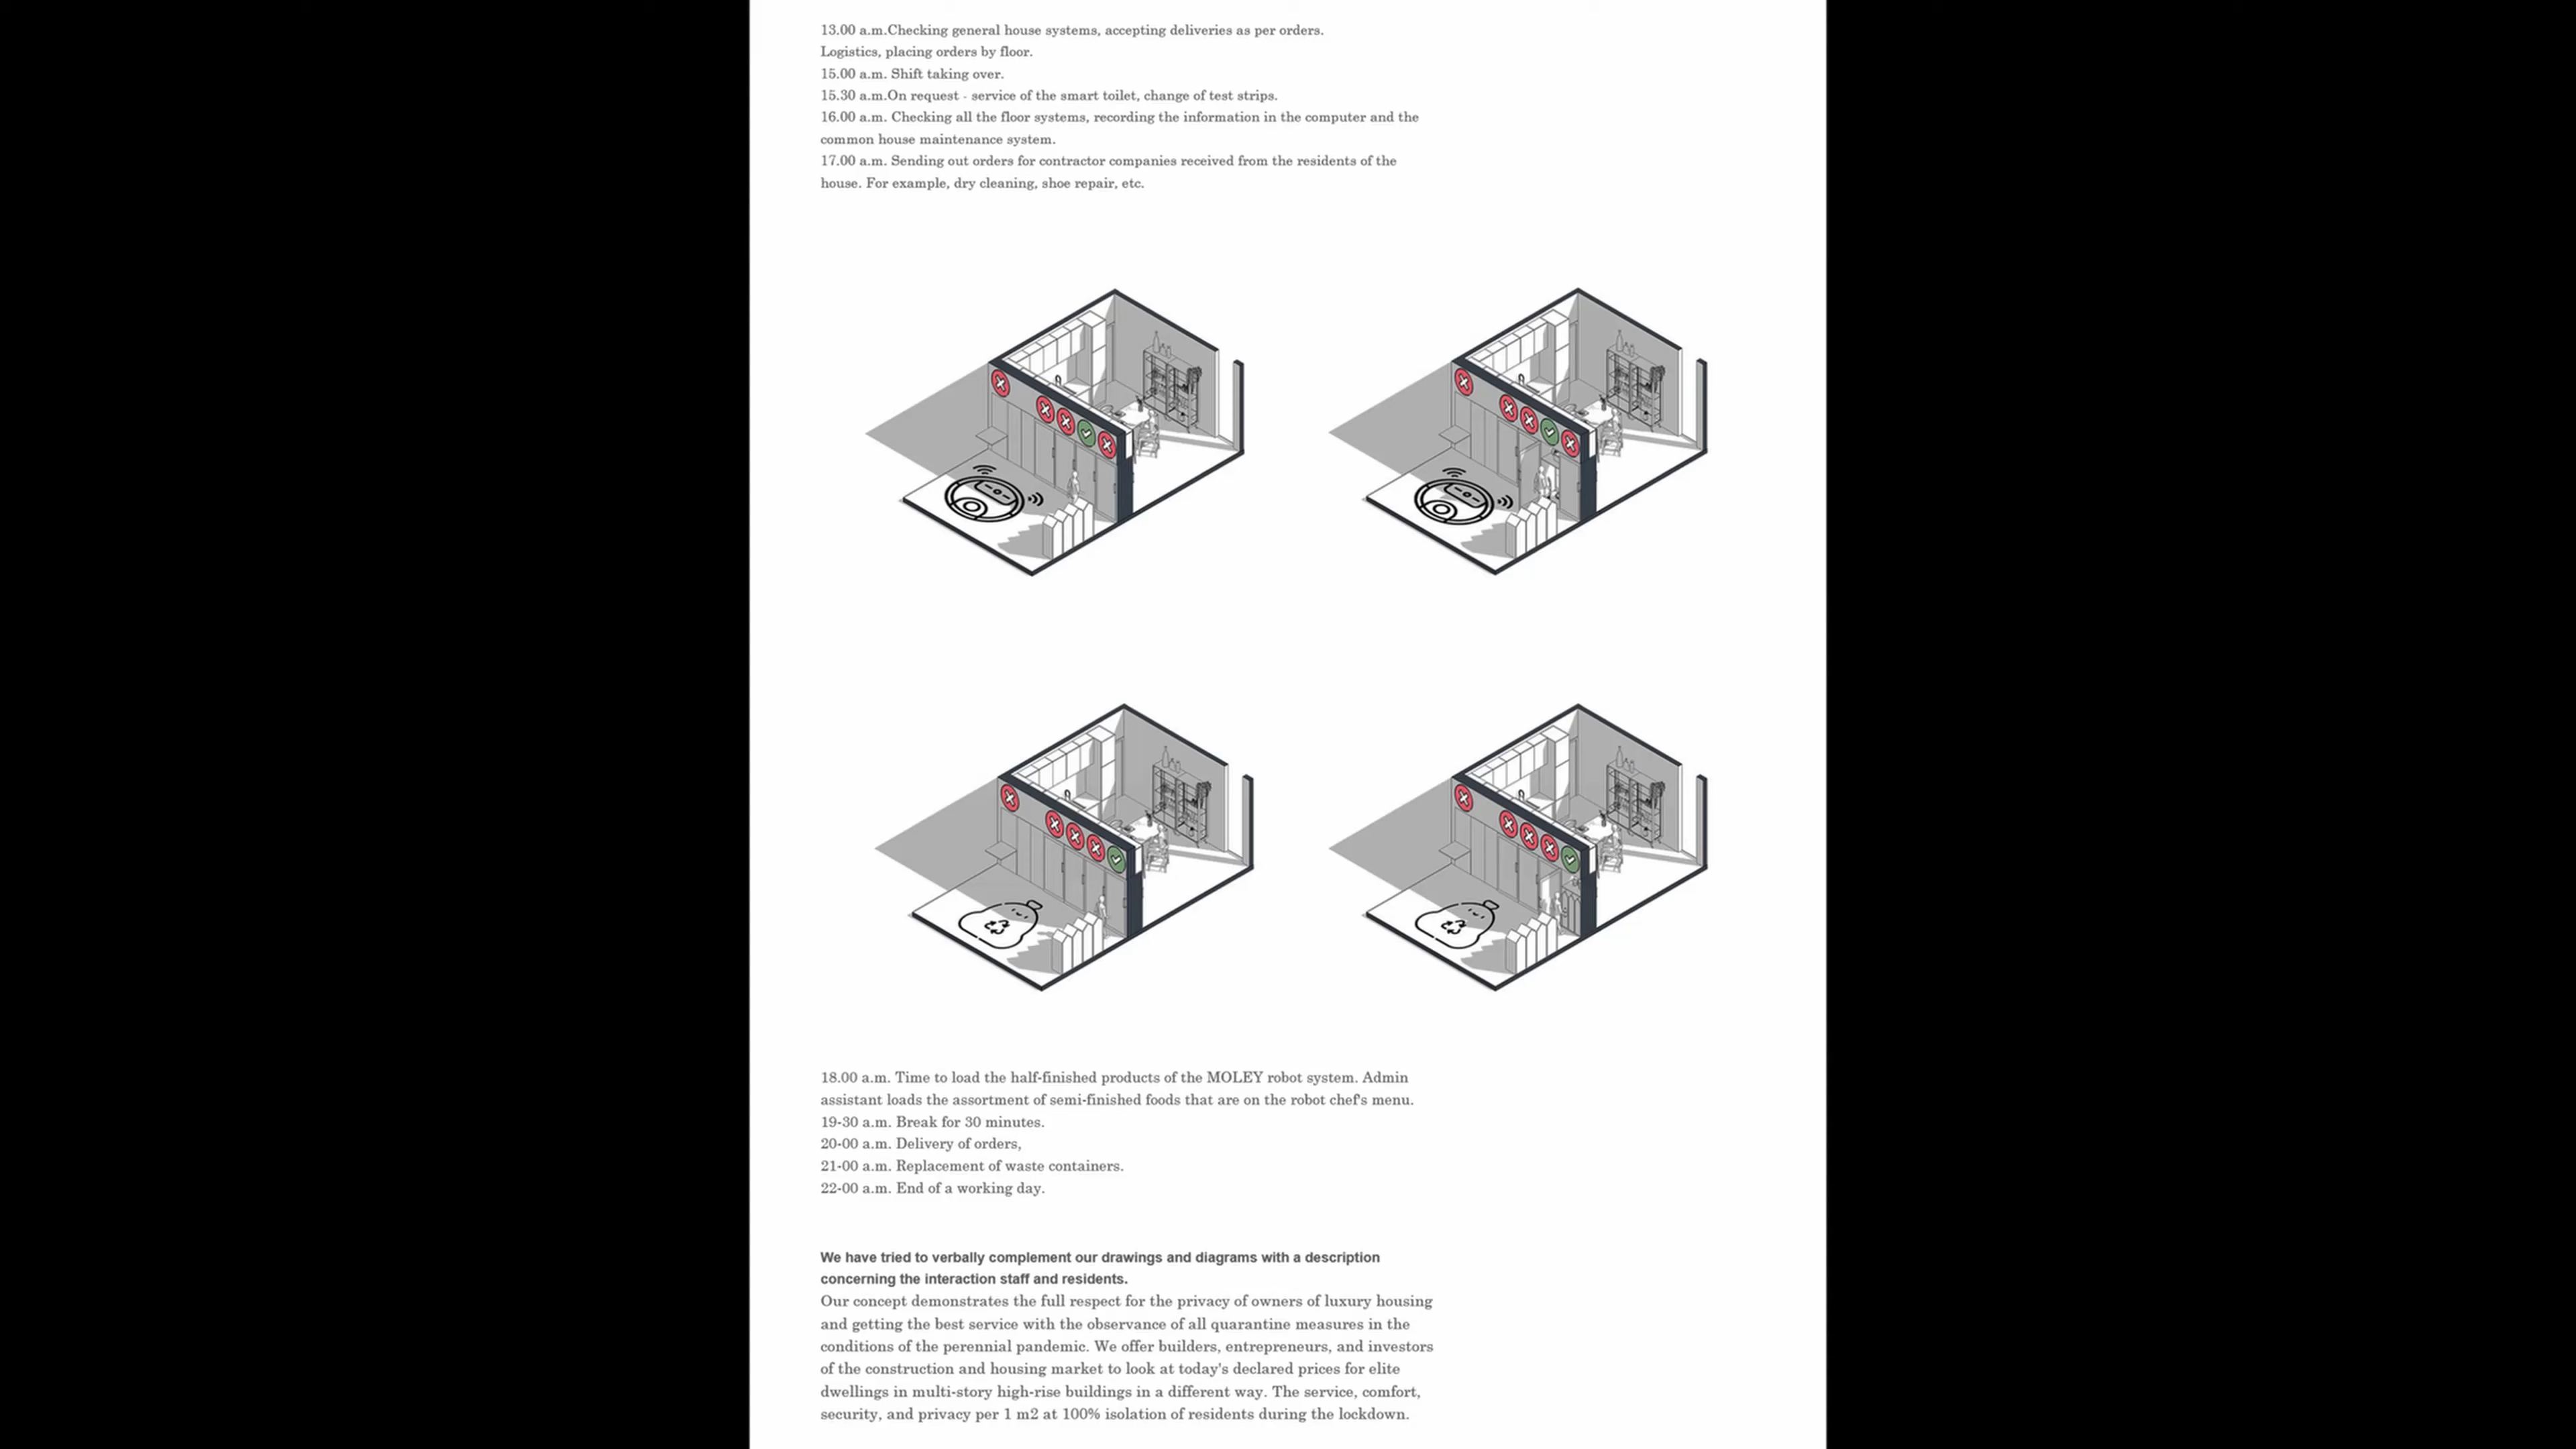 13.00 a.m.Checking general house systems, accepting deliveries as per orders.
Logistics, placing orders by floor.
15.00 a.m. Shift taking over.
15.30 a.m.On request - service of the smart toilet, change of test strips.
16.00 a.m. Checking all the floor systems, recording the information in the computer and the
common house maintenance system.
17.00 a.m. Sending out orders for contractor companies received from the residents of the
house. For example, dry cleaning, shoe repair, etc.
18.00 a.m. Time to load the half-finished products of the MOLEY robot system. Admin
assistant loads the assortment of semi-finished foods that are on the robot chef's menu.
19-30 a.m. Break for 30 minutes.
20-00 a.m. Delivery of orders,
21-00 a.m. Replacement of waste containers.
22-00 a.m. End of a working day.
We have tried to verbally complement our drawings and diagrams with a description
concerning the interaction staff and residents.
Our concept demonstrates the full respect for the privacy of owners of luxury housing
and getting the best service with the observance of all quarantine measures in the
conditions of the perennial pandemic. We offer builders, entrepreneurs, and investors
of the construction and housing market to look at today's declared prices for elite
dwellings in multi-story high-rise buildings in a different way. The service, comfort,
security, and privacy per 1 m2 at 100% isolation of residents during the lockdown.